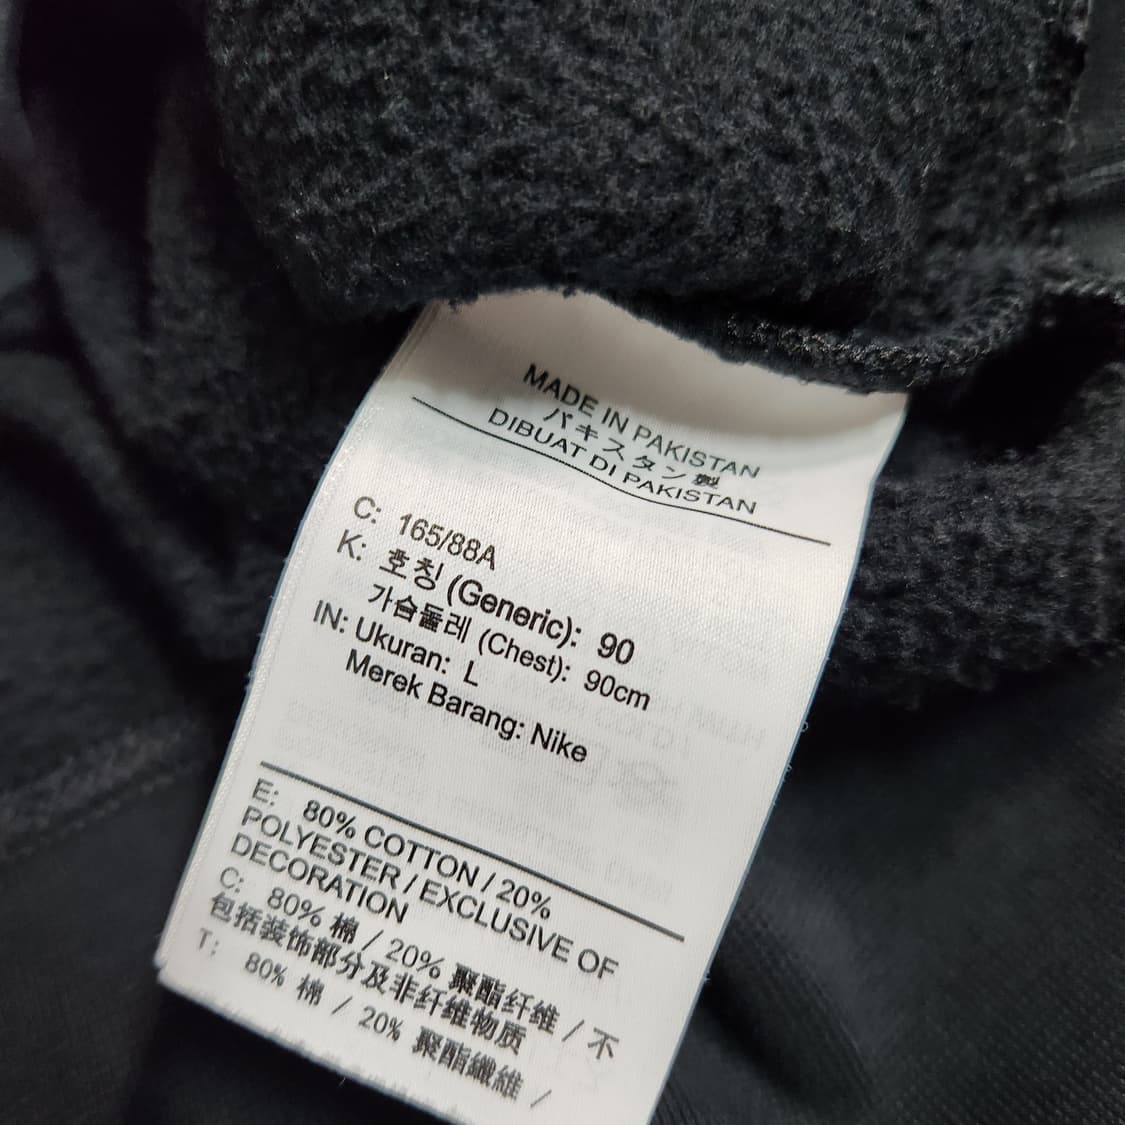 MADE IN PAKISTAN
パキスタン製
DIBUAT DI PAKISTAN
C: 165/88A
K: 호칭 (Generic): 90
가슴둘레 (Chest): 90cm
IN: Ukuran: L
Merek Barang: Nike
E: 80% COTTON / 20%
POLYESTER / EXCLUSIVE OF
DECORATION
C: 80% 棉 / 20% 聚酯纤维 / 不
包括装饰部分及非纤维物质
T: 80% 棉 / 20% 聚酯纖維 /